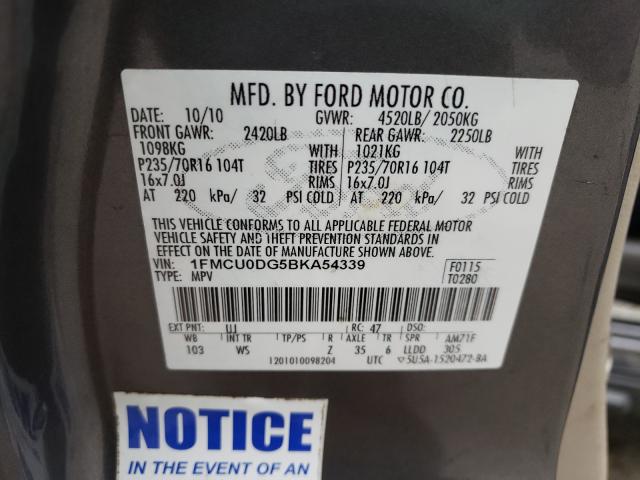 MFD. BY FORD MOTOR CO.
DATE: 10/10 GVWR: 4520LB/ 2050KG
FRONT GAWR: 2420LB REAR GAWR: 2250LB
1098KG WITH 1021KG WITH
P235/70R16 104T TIRES P235/70R16 104T TIRES
16x7.0J RIMS 16x7.0J RIMS
AT 220 kPa/ 32 PSI COLD AT 220 kPa/ 32 PSI COLD
THIS VEHICLE CONFORMS TO ALL APPLICABLE FEDERAL MOTOR
VEHICLE SAFETY AND THEFT PREVENTION STANDARDS IN
EFFECT ON THE DATE OF MANUFACTURE SHOWN ABOVE.
VIN: 1FMCU0DG5BKA54339 F0115
TYPE: MPV T0280
EXT PNT: UJ RC: 47 DSO:
WB INT TR TP/PS R AXLE TR SPR AM71F
103 WS Z 35 6 LLDD 305
1201010098204 UTC 5U5A-1520472-BA
NOTICE
IN THE EVENT OF AN